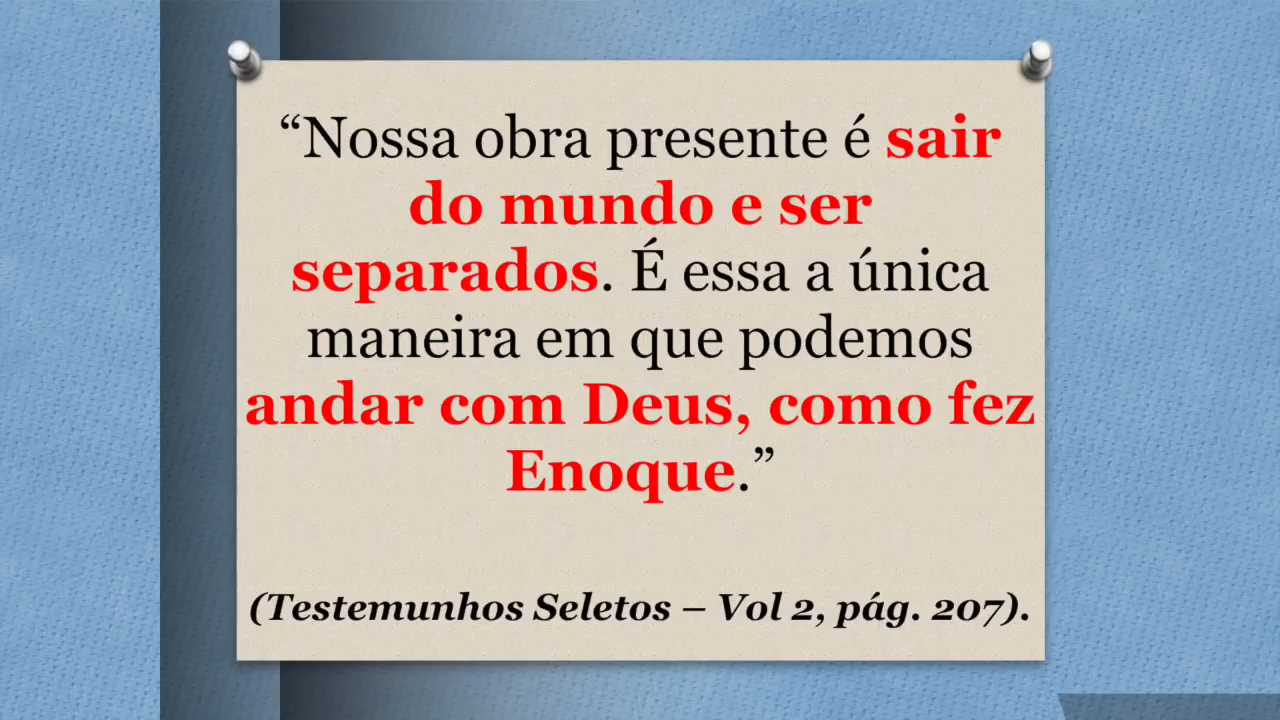 “Nossa obra presente é sair
do mundo e ser
separados. É essa a única
maneira em que podemos
andar com Deus, como fez
Enoque.”
(Testemunhos Seletos – Vol 2, pág. 207).